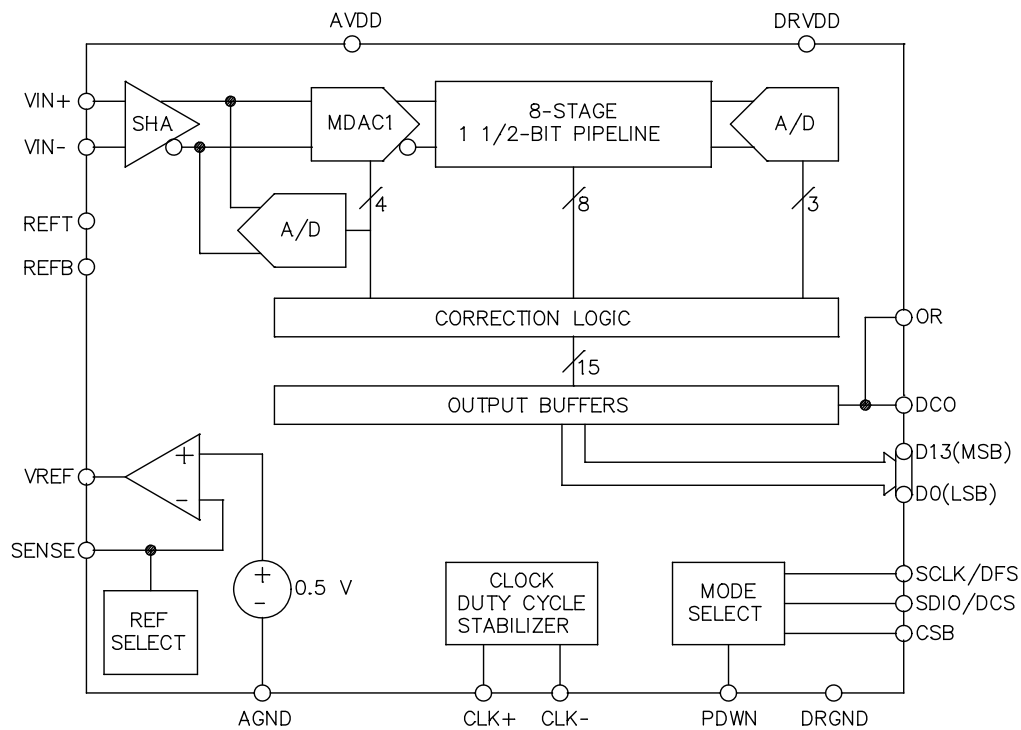 AVDD
DRVDD
VIN+
SHA
MDAC1
8-STAGE
1 1/2-BIT PIPELINE
A/D
VIN-
4
8
3
REFT
A/D
REFB
CORRECTION LOGIC
OR
15
OUTPUT BUFFERS
DCO
+
D13(MSB)
VREF
-
D0(LSB)
SENSE
+
-
0.5 V
REF
SELECT
CLOCK
DUTY CYCLE
STABILIZER
MODE
SELECT
SCLK/DFS
SDIO/DCS
CSB
AGND
CLK+
CLK-
PDWN
DRGND